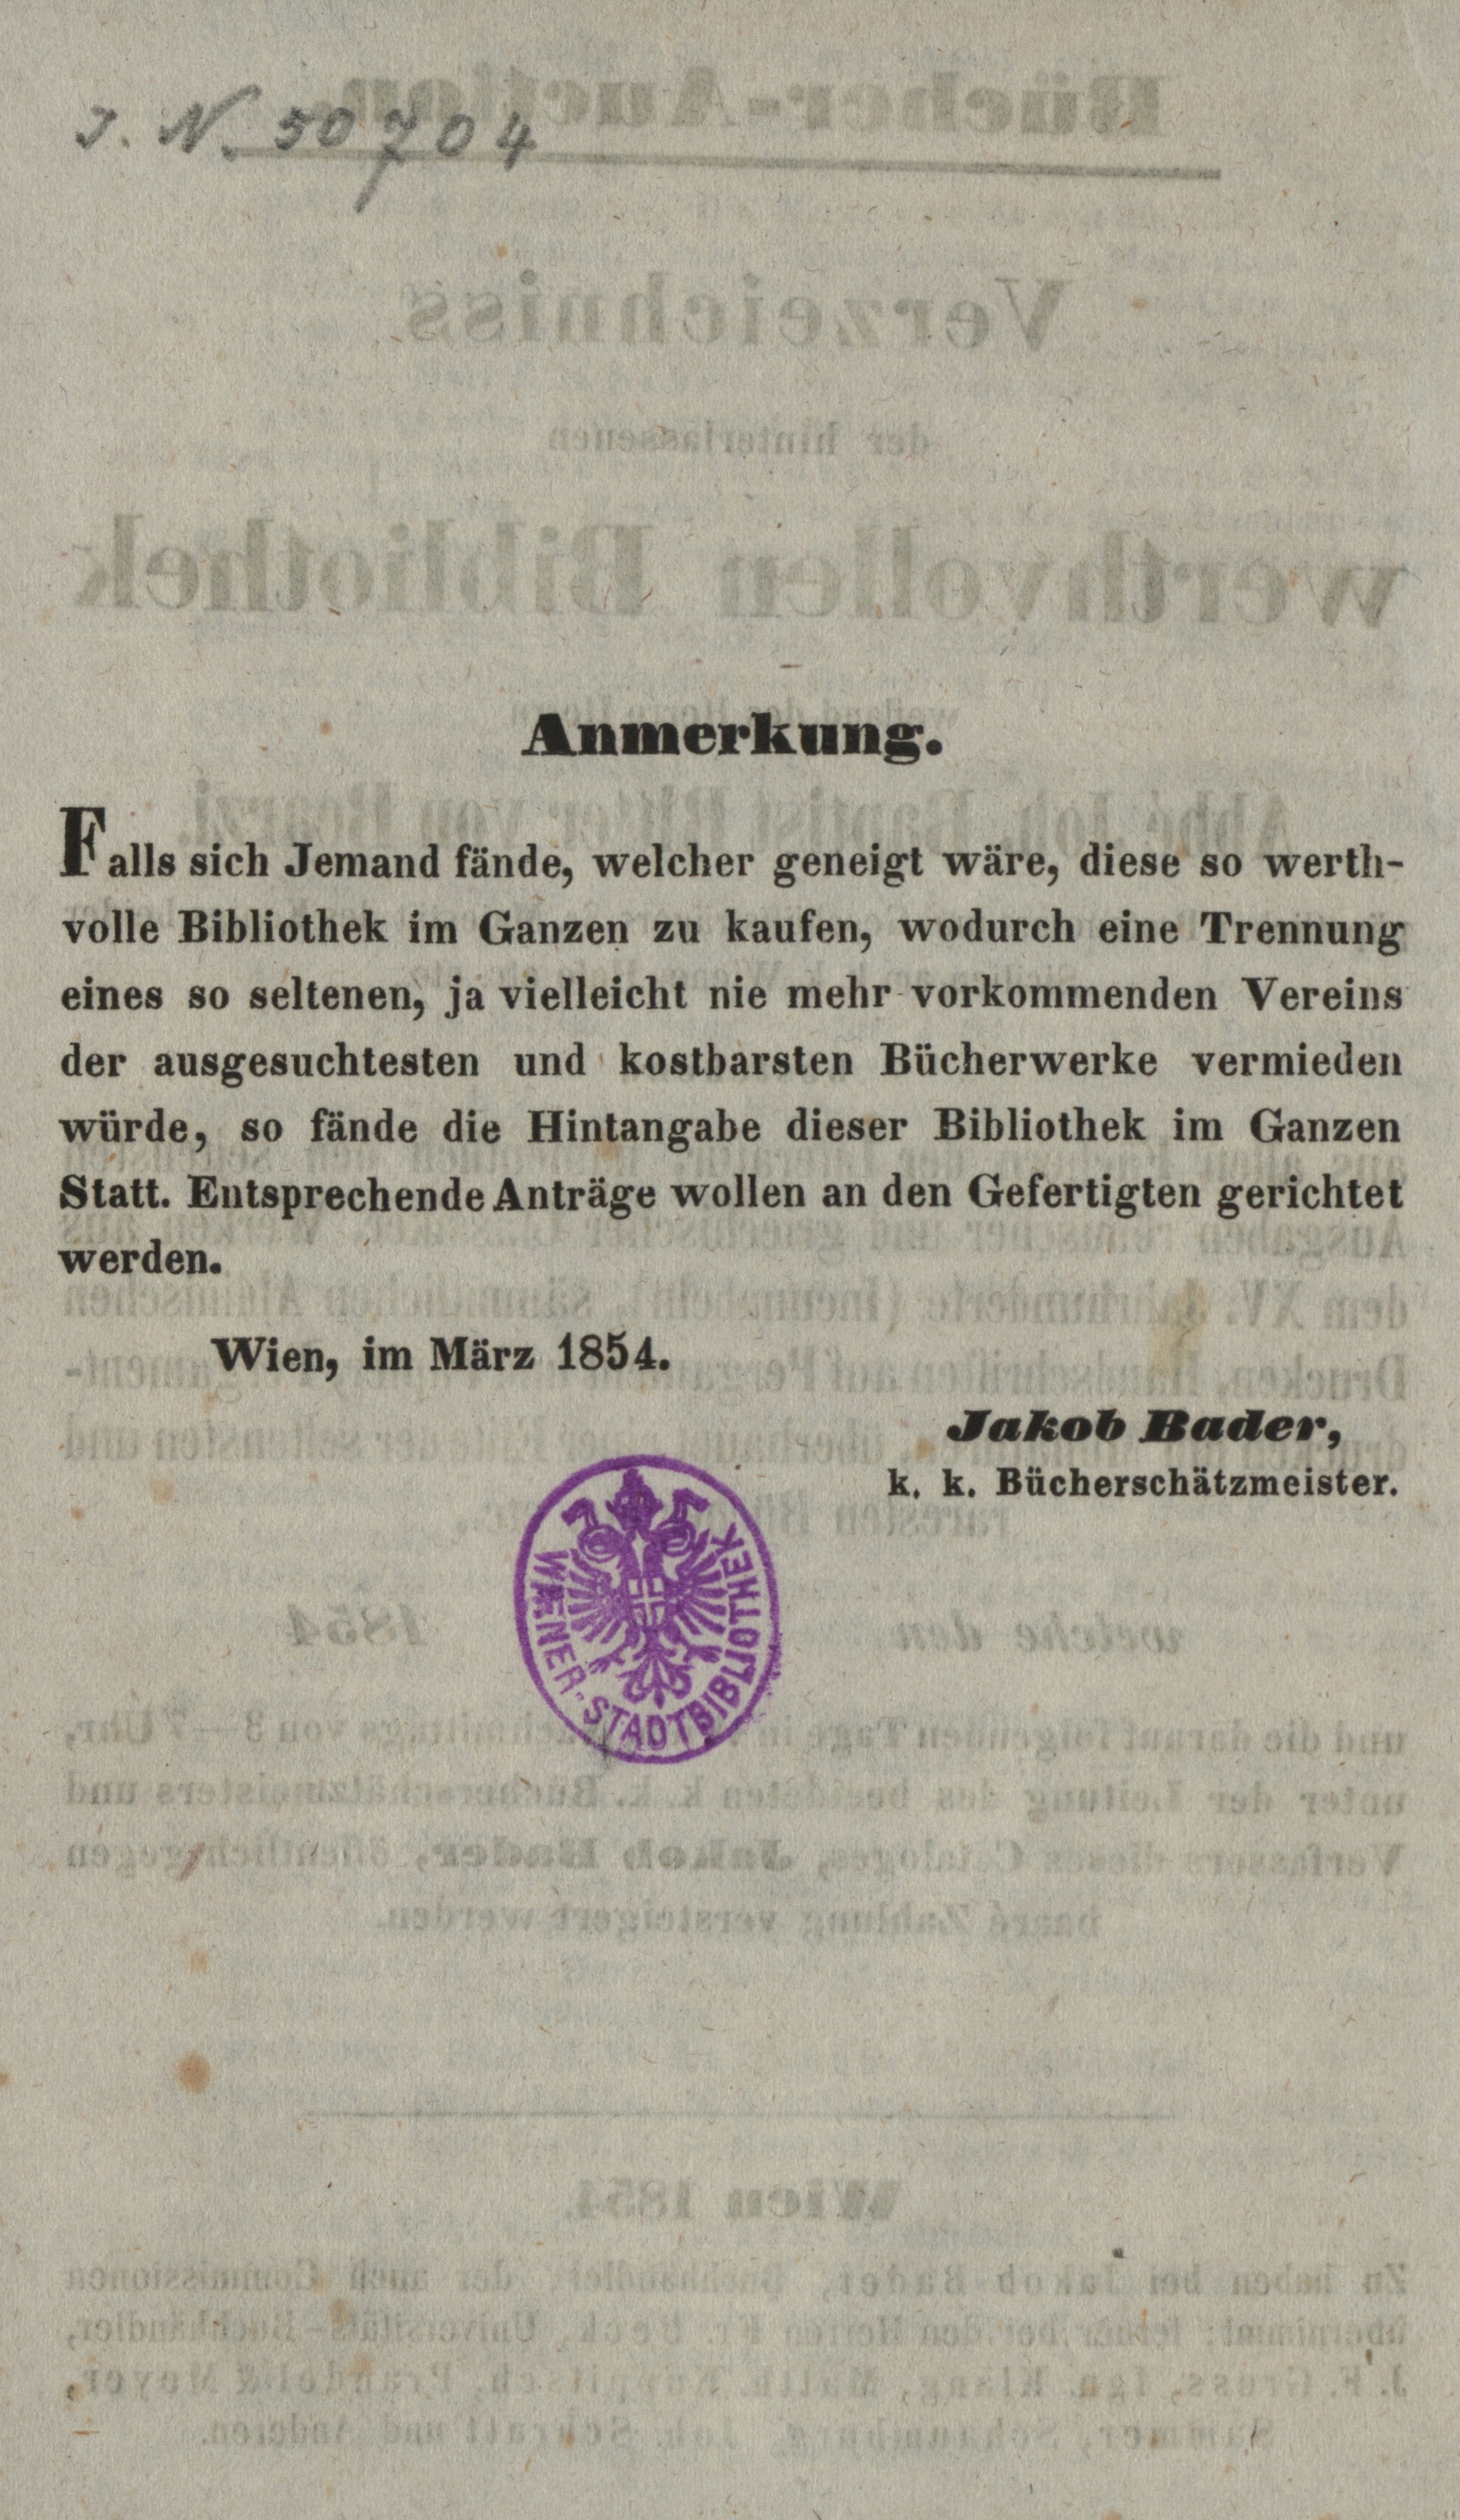 J. N. 50704
Anmerkung.
Falls sich Jemand fände, welcher geneigt wäre, diese so werth-
volle Bibliothek im Ganzen zu kaufen, wodurch eine Trennung
eines so seltenen, ja vielleicht nie mehr vorkommenden Vereins
der ausgesuchtesten und kostbarsten Bücherwerke vermieden
würde, so fände die Hintangabe dieser Bibliothek im Ganzen
Statt. Entsprechende Anträge wollen an den Gefertigten gerichtet
werden.
Wien, im März 1854.
Jakob Bader,
k. k. Bücherschätzmeister.
WIENER-STADTBIBLIOTHEK